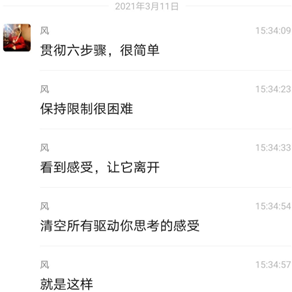 2021年3月11日
风 15:34:09
贯彻六步骤，很简单
风 15:34:23
保持限制很困难
风 15:34:33
看到感受，让它离开
风 15:34:54
清空所有驱动你思考的感受
风 15:34:57
就是这样